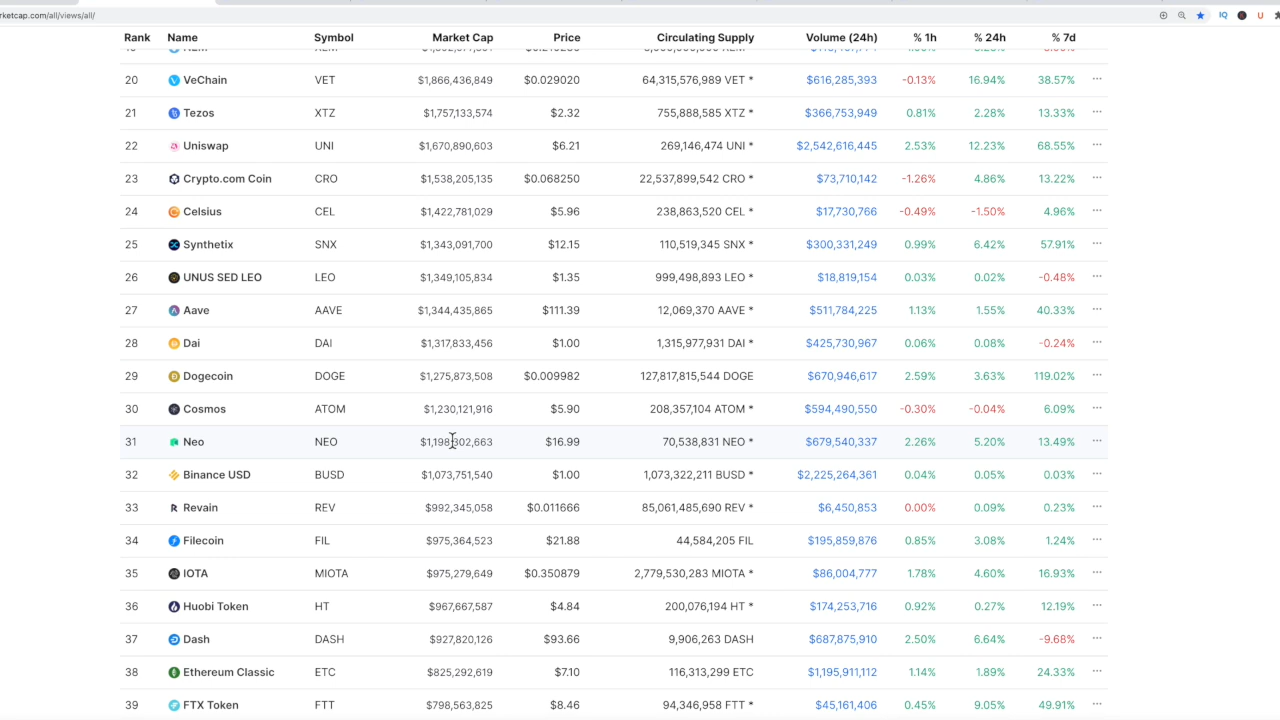 rketcap.com/all/views/all/
Rank Name Symbol Market Cap Price Circulating Supply Volume (24h) % 1h % 24h % 7d
20 VeChain VET $1,866,436,849 $0.029020 64,315,576,989 VET * $616,285,393 -0.13% 16.94% 38.57%
21 Tezos XTZ $1,757,133,574 $2.32 755,888,585 XTZ * $366,753,949 0.81% 2.28% 13.33%
22 Uniswap UNI $1,670,890,603 $6.21 269,146,474 UNI * $2,542,616,445 2.53% 12.23% 68.55%
23 Crypto.com Coin CRO $1,538,205,135 $0.068250 22,537,899,542 CRO * $73,710,142 -1.26% 4.86% 13.22%
24 Celsius CEL $1,422,781,029 $5.96 238,863,520 CEL * $17,730,766 -0.49% -1.50% 4.96%
25 Synthetix SNX $1,343,091,700 $12.15 110,519,345 SNX * $300,331,249 0.99% 6.42% 57.91%
26 UNUS SED LEO LEO $1,349,105,834 $1.35 999,498,893 LEO * $18,819,154 0.03% 0.02% -0.48%
27 Aave AAVE $1,344,435,865 $111.39 12,069,370 AAVE * $511,784,225 1.13% 1.55% 40.33%
28 Dai DAI $1,317,833,456 $1.00 1,315,977,931 DAI * $425,730,967 0.06% 0.08% -0.24%
29 Dogecoin DOGE $1,275,873,508 $0.009982 127,817,815,544 DOGE $670,946,617 2.59% 3.63% 119.02%
30 Cosmos ATOM $1,230,121,916 $5.90 208,357,104 ATOM * $594,490,550 -0.30% -0.04% 6.09%
31 Neo NEO $1,198,302,663 $16.99 70,538,831 NEO * $679,540,337 2.26% 5.20% 13.49%
32 Binance USD BUSD $1,073,751,540 $1.00 1,073,322,211 BUSD * $2,225,264,361 0.04% 0.05% 0.03%
33 Revain REV $992,345,058 $0.011666 85,061,485,690 REV * $6,450,853 0.00% 0.09% 0.23%
34 Filecoin FIL $975,364,523 $21.88 44,584,205 FIL $195,859,876 0.85% 3.08% 1.24%
35 IOTA MIOTA $975,279,649 $0.350879 2,779,530,283 MIOTA * $86,004,777 1.78% 4.60% 16.93%
36 Huobi Token HT $967,667,587 $4.84 200,076,194 HT * $174,253,716 0.92% 0.27% 12.19%
37 Dash DASH $927,820,126 $93.66 9,906,263 DASH $687,875,910 2.50% 6.64% -9.68%
38 Ethereum Classic ETC $825,292,619 $7.10 116,313,299 ETC $1,195,911,112 1.14% 1.89% 24.33%
39 FTX Token FTT $798,563,825 $8.46 94,346,958 FTT * $45,161,406 0.45% 9.05% 49.91%